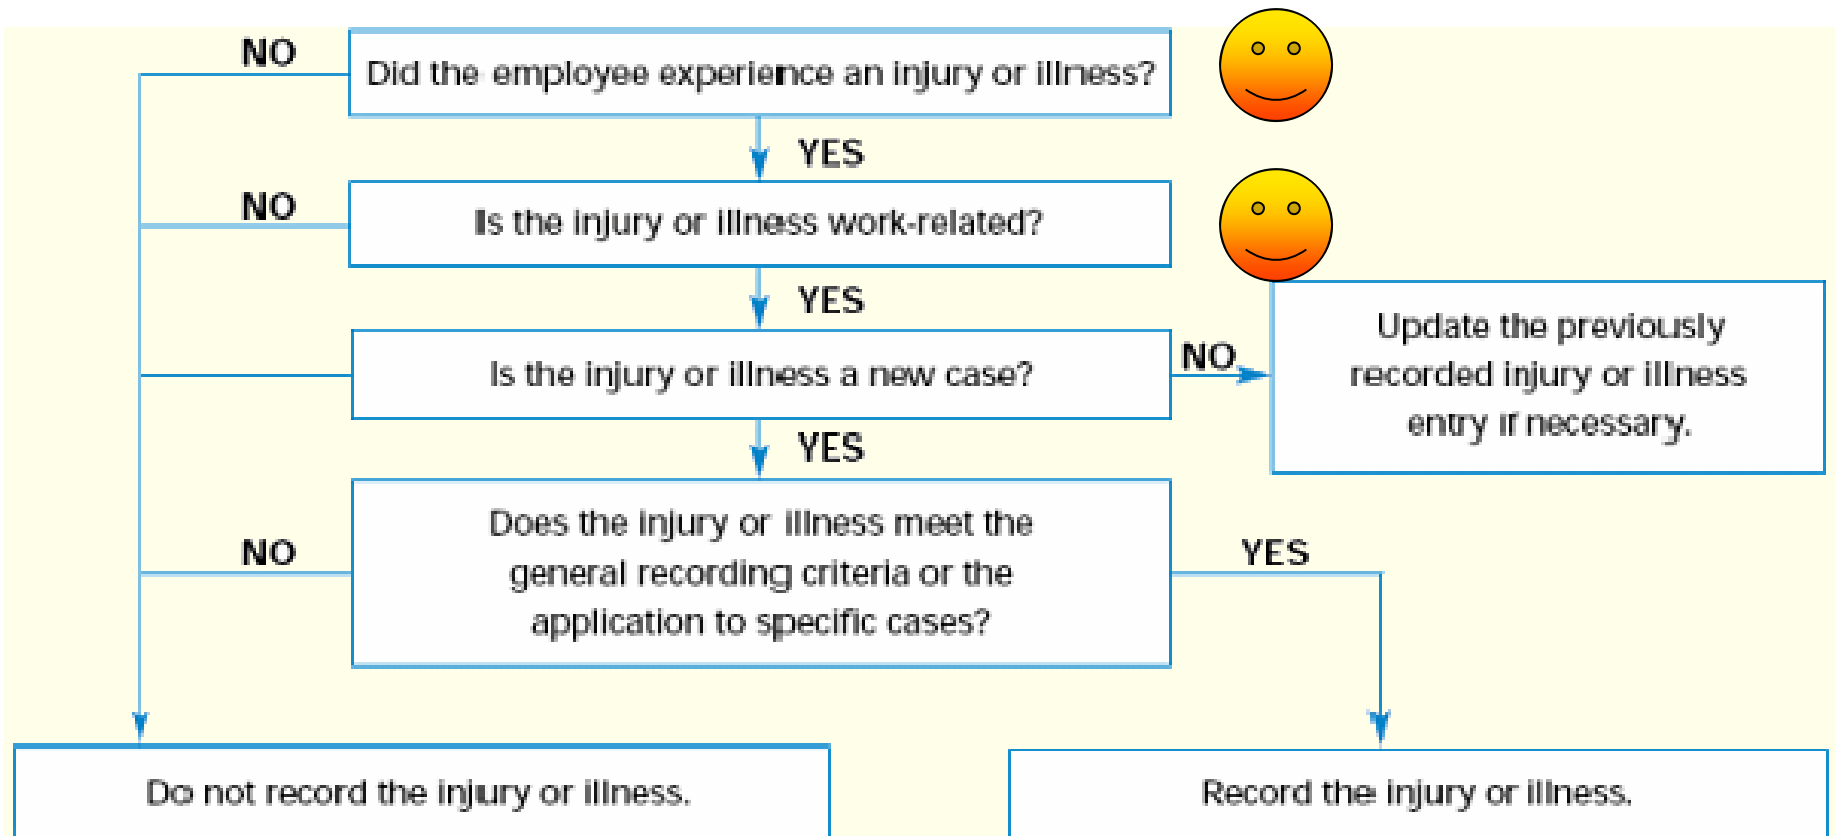 NO
Did the employee experience an injury or illness?
YES
NO
Is the injury or illness work-related?
YES
Is the injury or illness a new case?
NO
Update the previously
recorded injury or illness
entry if necessary.
YES
Does the injury or illness meet the
general recording criteria or the
application to specific cases?
NO
YES
Do not record the injury or illness.
Record the injury or illness.